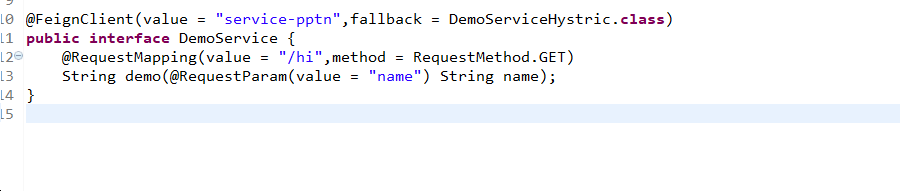 10 @FeignClient(value = "service-pptn",fallback = DemoServiceHystric.class)
11 public interface DemoService {
12     @RequestMapping(value = "/hi",method = RequestMethod.GET)
13     String demo(@RequestParam(value = "name") String name);
14 }
15